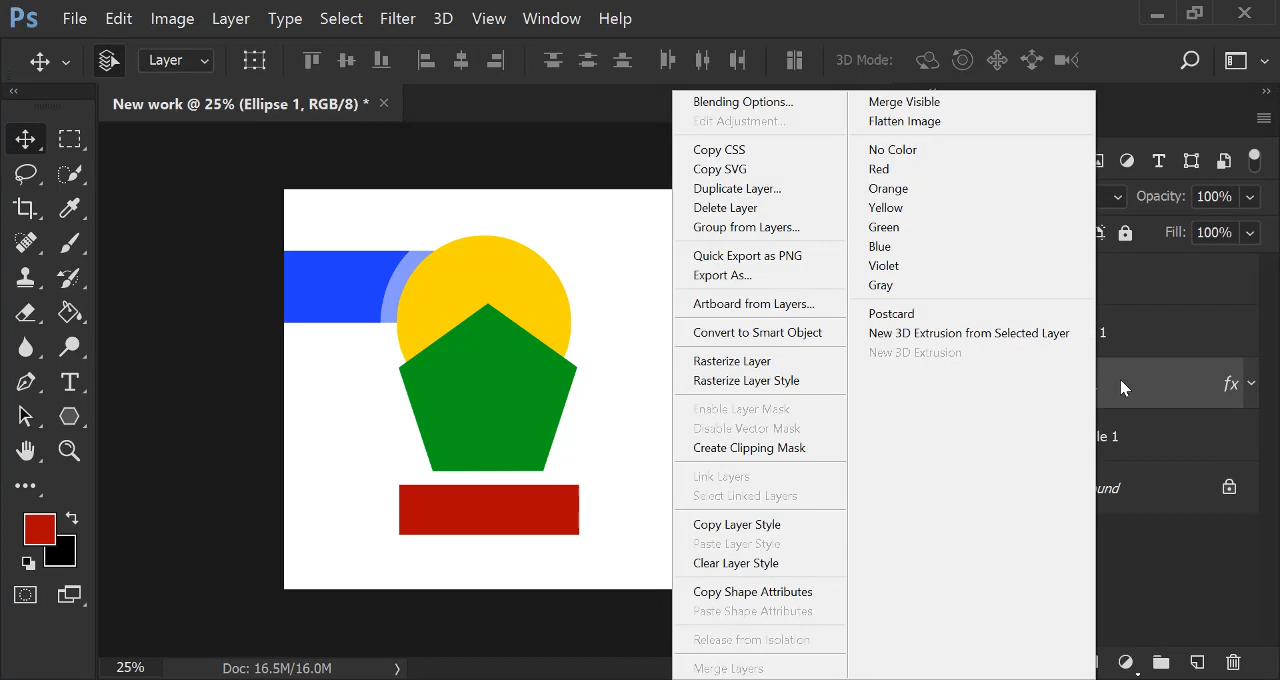 Ps File Edit Image Layer Type Select Filter 3D View Window Help
Layer 3D Mode:
New work @ 25% (Ellipse 1, RGB/8) *
Blending Options...
Edit Adjustment...
Copy CSS
Copy SVG
Duplicate Layer...
Delete Layer
Group from Layers...
Quick Export as PNG
Export As...
Artboard from Layers...
Convert to Smart Object
Rasterize Layer
Rasterize Layer Style
Enable Layer Mask
Disable Vector Mask
Create Clipping Mask
Link Layers
Select Linked Layers
Copy Layer Style
Paste Layer Style
Clear Layer Style
Copy Shape Attributes
Paste Shape Attributes
Release from Isolation
Merge Layers
Merge Visible
Flatten Image
No Color
Red
Orange
Yellow
Green
Blue
Violet
Gray
Postcard
New 3D Extrusion from Selected Layer
New 3D Extrusion
Opacity: 100%
Fill: 100%
1
fx
le 1
und
25% Doc: 16.5M/16.0M